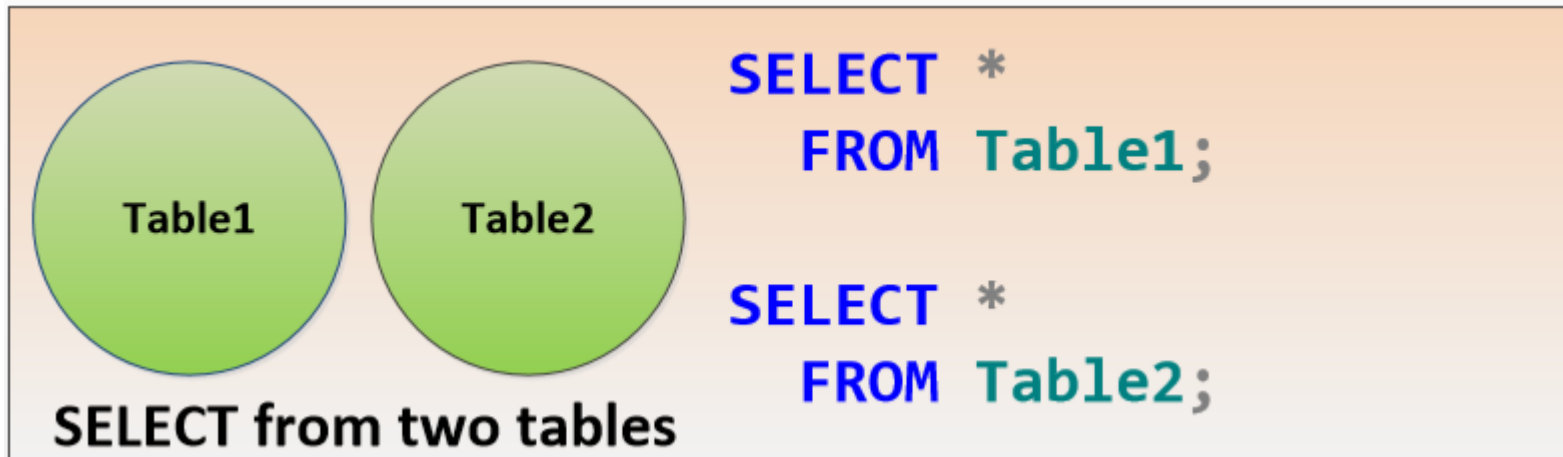 Table1
Table2
SELECT from two tables
SELECT *
FROM Table1;
SELECT *
FROM Table2;